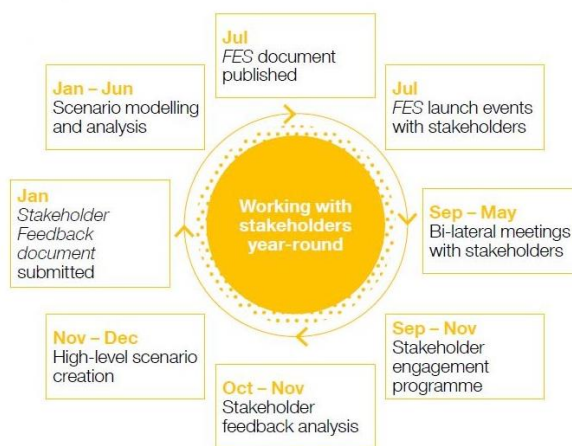 Jul
FES document
published
Jul
FES launch events
with stakeholders
Sep – May
Bi-lateral meetings
with stakeholders
Sep – Nov
Stakeholder
engagement
programme
Oct – Nov
Stakeholder
feedback analysis
Nov – Dec
High-level scenario
creation
Jan
Stakeholder
Feedback
document
submitted
Jan – Jun
Scenario modelling
and analysis
Working with
stakeholders
year-round